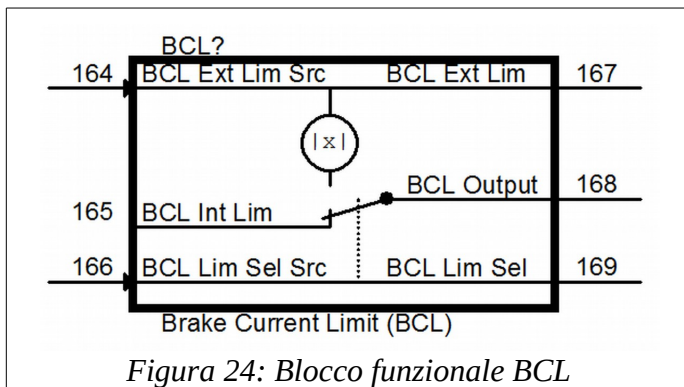 BCL?
164 BCL Ext Lim Src BCL Ext Lim 167
|x|
BCL Output 168
165 BCL Int Lim
166 BCL Lim Sel Src BCL Lim Sel 169
Brake Current Limit (BCL)
Figura 24: Blocco funzionale BCL